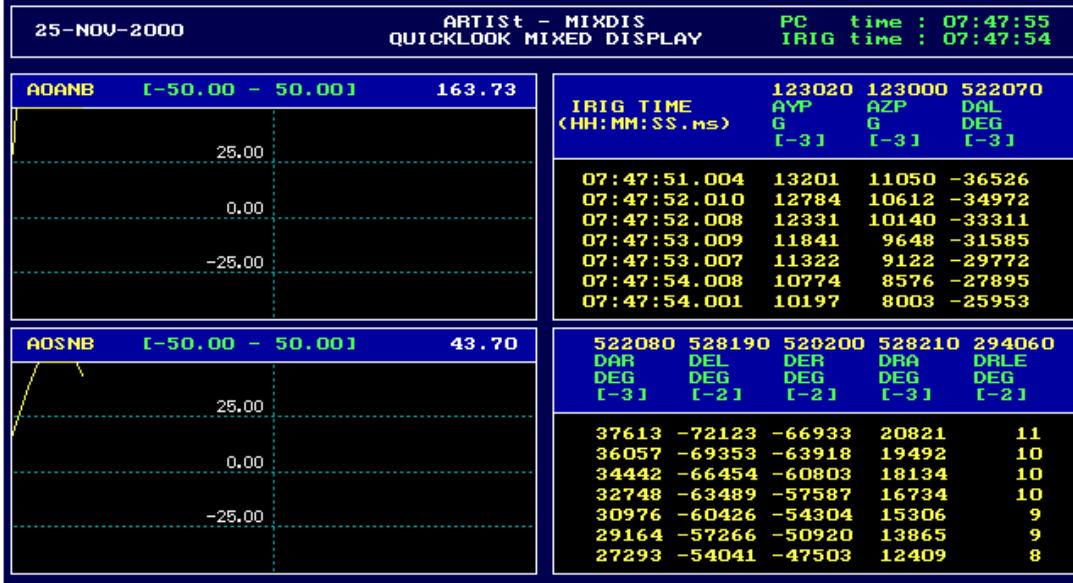 25-NOV-2000
ARTISt - MIXDIS
QUICKLOOK MIXED DISPLAY
PC time : 07:47:55
IRIG time : 07:47:54
AOANB [-50.00 - 50.00] 163.73
25.00
0.00
-25.00
123020 123000 522070
IRIG TIME AYP AZP DAL
(HH:MM:SS.ms) G G DEG
[-3] [-3] [-3]
07:47:51.004 13201 11050 -36526
07:47:52.010 12784 10612 -34972
07:47:52.008 12331 10140 -33311
07:47:53.009 11841 9648 -31585
07:47:53.007 11322 9122 -29772
07:47:54.008 10774 8576 -27895
07:47:54.001 10197 8003 -25953
AOSNB [-50.00 - 50.00] 43.70
25.00
0.00
-25.00
522080 528190 528200 528210 294060
DAR DEL DER DRA DRLE
DEG DEG DEG DEG DEG
[-3] [-2] [-2] [-3] [-2]
37613 -72123 -66933 20821 11
36057 -69353 -63918 19492 10
34442 -66454 -60803 18134 10
32748 -63489 -57587 16734 10
30976 -60426 -54304 15306 9
29164 -57266 -50920 13865 9
27293 -54041 -47503 12409 8